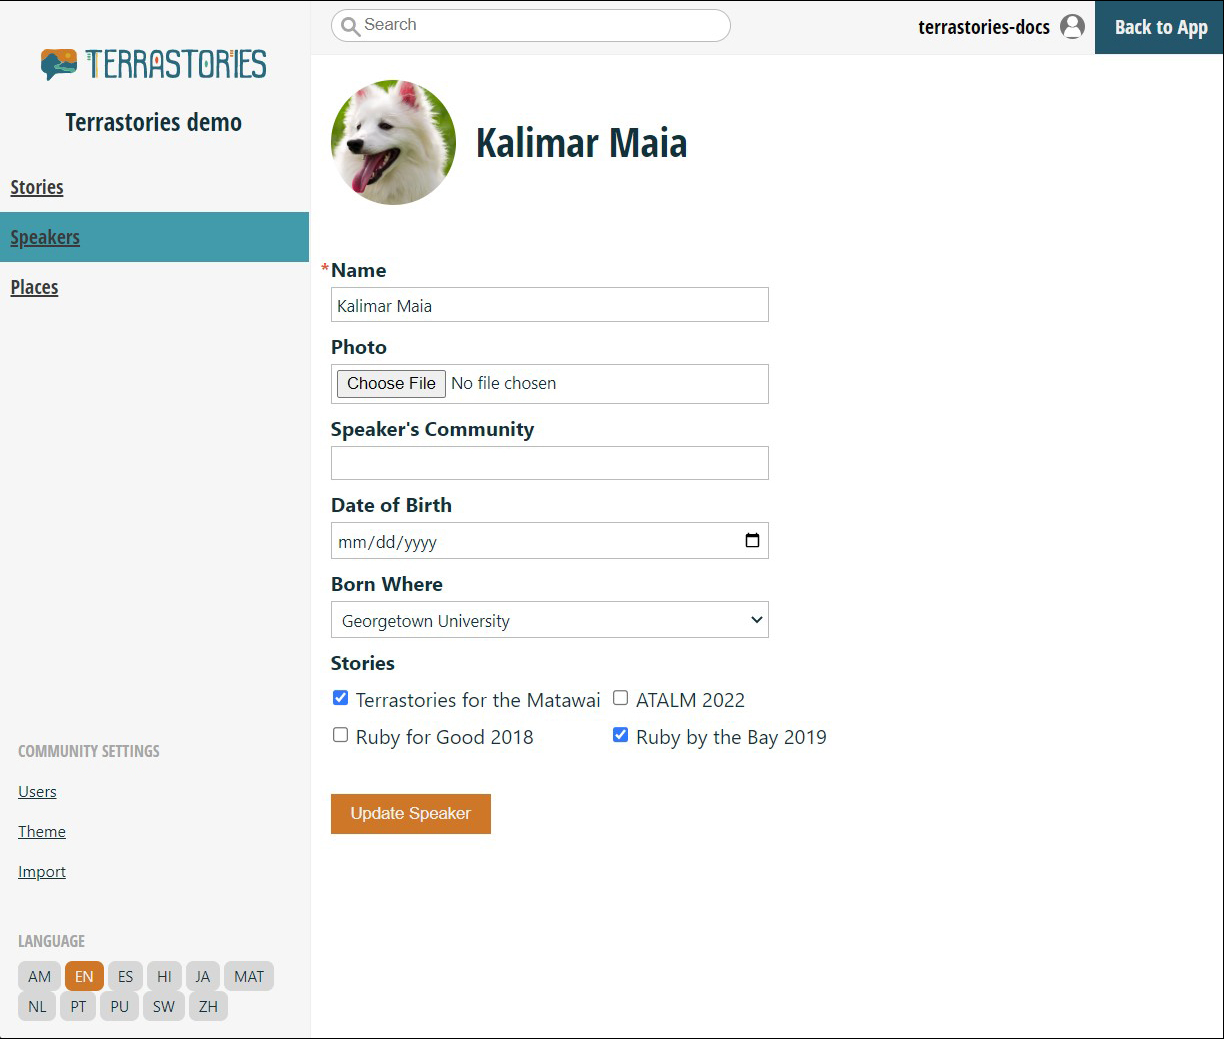 TERRASTORIES
Terrastories demo
Stories
Speakers
Places
COMMUNITY SETTINGS
Users
Theme
Import
LANGUAGE
AM EN ES HI JA MAT
NL PT PU SW ZH
Search
terrastories-docs
Back to App
Kalimar Maia
*Name
Kalimar Maia
Photo
Choose File No file chosen
Speaker's Community
Date of Birth
mm/dd/yyyy
Born Where
Georgetown University
Stories
Terrastories for the Matawai ATALM 2022
Ruby for Good 2018 Ruby by the Bay 2019
Update Speaker